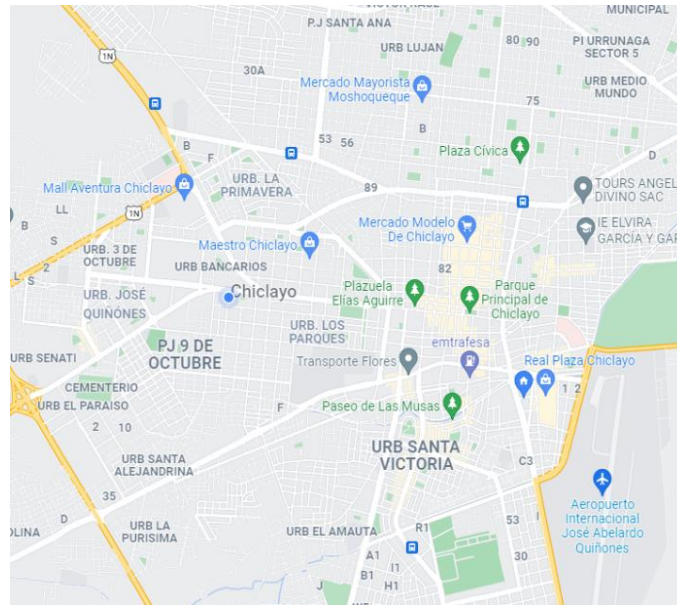 P.J SANTA ANA
MUNICIPAL
URB LUJAN
80 90
PI URRUNAGA
SECTOR 5
1N
30A
Mercado Mayorista
Moshoqueque
URB MEDIO
MUNDO
75
B
53 56
B
F
Plaza Cívica
D
URB. LA
PRIMAVERA
89
Mall Aventura Chiclayo
TOURS ANGEL
DIVINO SAC
LL
1N
B
Mercado Modelo
De Chiclayo
IE ELVIRA
GARCÍA Y GAR
S
URB. 3 DE
OCTUBRE
Maestro Chiclayo
2
L
S
URB BANCARIOS
82
Plazuela
Elías Aguirre
Parque
Principal de
Chiclayo
Chiclayo
URB. JOSÉ
QUIÑONES
URB. LOS
PARQUES
emtrafesa
PJ 9 DE
OCTUBRE
URB SENATI
Transporte Flores
Real Plaza Chiclayo
CEMENTERIO
1 2
URB EL PARAISO
F
Paseo de Las Musas
2 10
URB SANTA
VICTORIA
URB SANTA
ALEJANDRINA
C3
35
Aeropuerto
Internacional
José Abelardo
Quiñones
D
OLINA
URB LA
PURISIMA
URB EL AMAUTA
R1
53
I
A1
30
I1
B1
H1
J